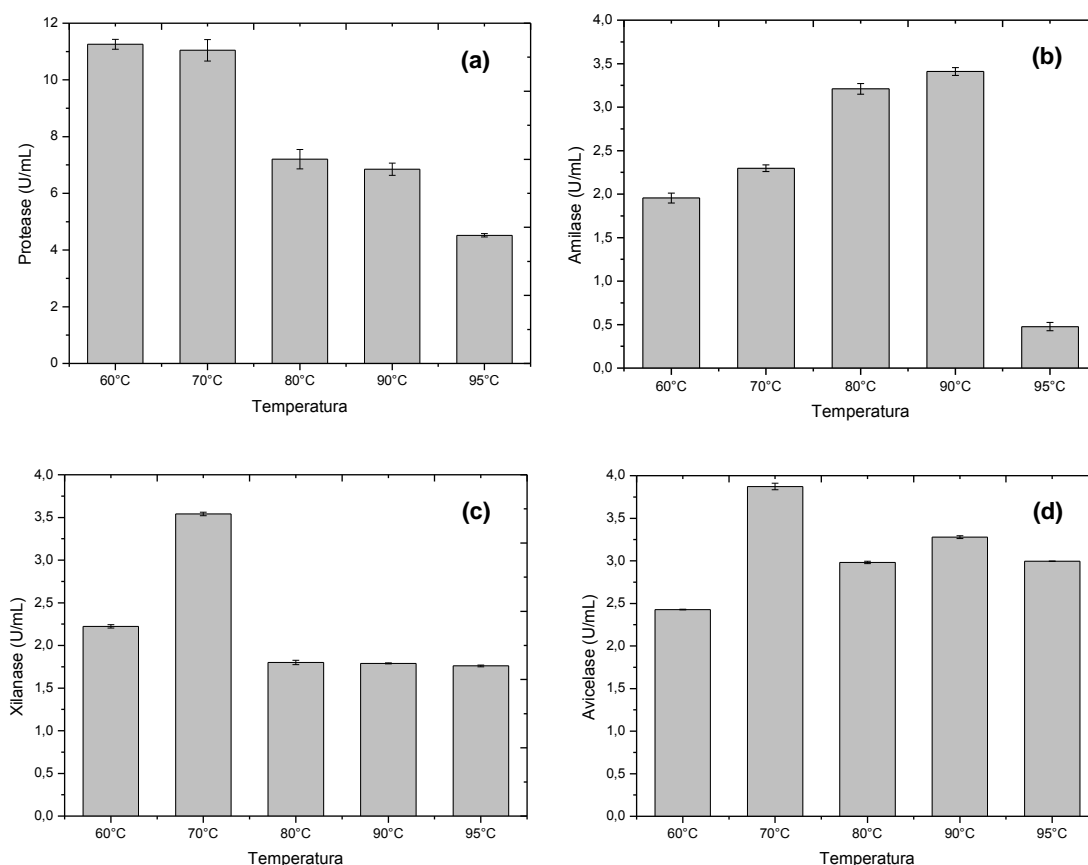 (a)
Protease (U/mL)
12
10
8
6
4
2
0
60°C 70°C 80°C 90°C 95°C
Temperatura
(b)
Amilase (U/mL)
4,0
3,5
3,0
2,5
2,0
1,5
1,0
0,5
0,0
60°C 70°C 80°C 90°C 95°C
Temperatura
(c)
Xilanase (U/mL)
4,0
3,5
3,0
2,5
2,0
1,5
1,0
0,5
0,0
60°C 70°C 80°C 90°C 95°C
Temperatura
(d)
Avicelase (U/mL)
4,0
3,5
3,0
2,5
2,0
1,5
1,0
0,5
0,0
60°C 70°C 80°C 90°C 95°C
Temperatura